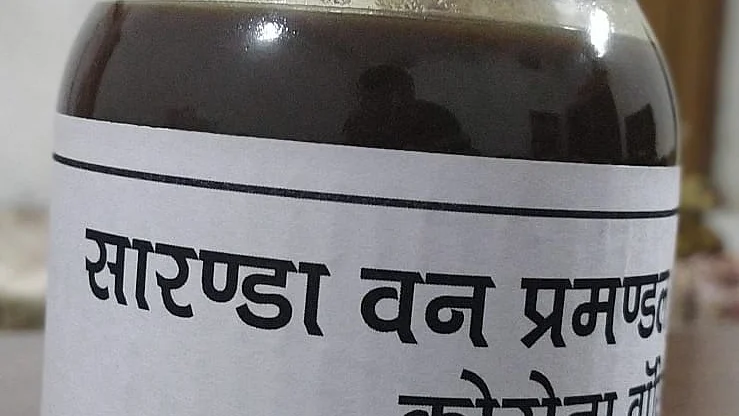 सारण्डा वन प्रमण्डल
कोरोना वॉ